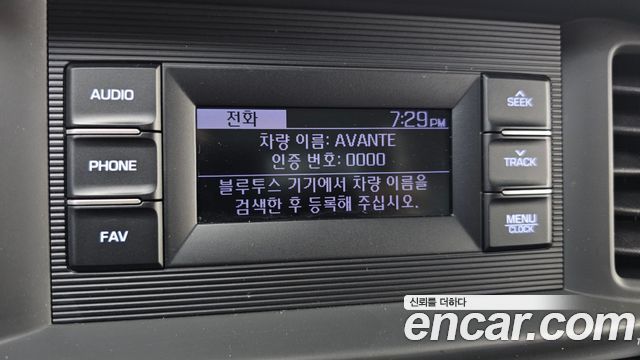 AUDIO
PHONE
FAV
전화 7:29 PM
차량 이름: AVANTE
인증 번호: 0000
블루투스 기기에서 차량 이름을
검색한 후 등록해 주십시오.
SEEK
TRACK
MENU
CLOCK
신뢰를 더하다
encar.com